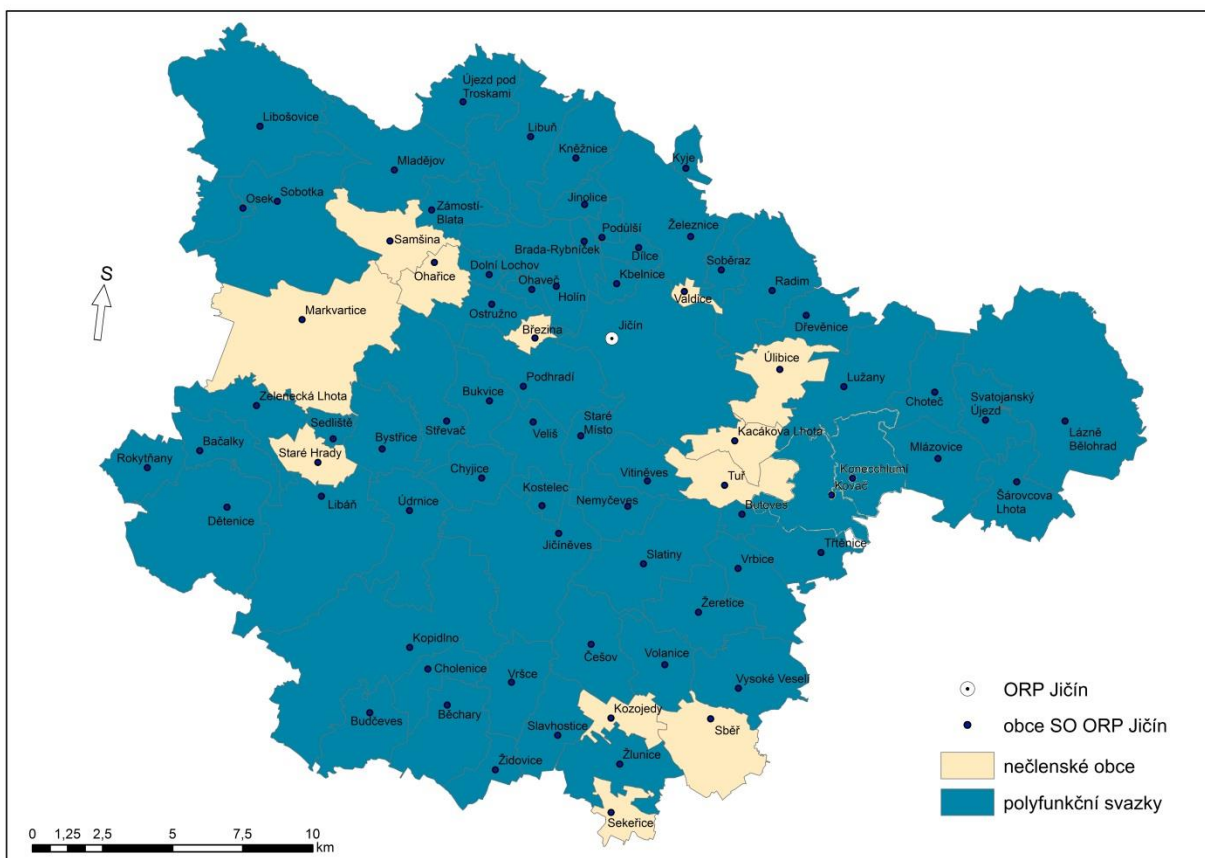 Újezd pod
Troskami
Libošovice
Libuň
Kněžnice
Mladějov
Kyje
Osek
Sobotka
Jinolice
Zámostí-
Blata
Podůlší
Železnice
Samšina
Brada-Rybníček
Dílce
Soběraz
S
Ohařice
Dolní Lochov
Ohaveč
Holín
Kbelnice
Valdice
Radim
Ostružno
Markvartice
Březina
Jičín
Dřevěnice
Úlibice
Lužany
Zelenecká Lhota
Bukvice
Podhradí
Choteč
Svatojanský
Újezd
Lázně
Bělohrad
Sedliště
Bystřice
Střevač
Veliš
Staré
Místo
Kacákova Lhota
Bačalky
Rokytňany
Staré Hrady
Mlázovice
Chyjice
Vitiněves
Tuř
Koneschlumí
Kovač
Šárovcova
Lhota
Dětenice
Libáň
Údrnice
Kostelec
Nemyčeves
Butoves
Jičíněves
Slatiny
Vrbice
Třtěnice
Žeretice
Kopidlno
Cholenice
Vršce
Češov
Volanice
Vysoké Veselí
Budčeves
Běchary
Slavhostice
Kozojedy
Sběř
Židovice
Žlunice
Sekeřice
ORP Jičín
obce SO ORP Jičín
nečlenské obce
polyfunkční svazky
0 1,25 2,5 5 7,5 10
km